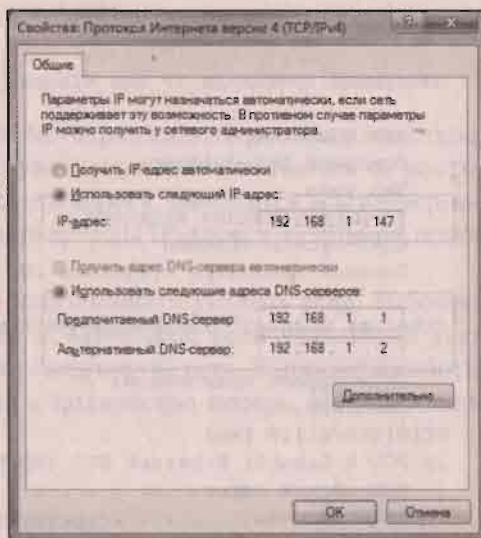 Свойства: Протокол Интернета версии 4 (TCP/IPv4)
Общие
Параметры IP могут назначаться автоматически, если сеть
поддерживает эту возможность. В противном случае параметры
IP можно получить у сетевого администратора.
Получить IP-адрес автоматически
Использовать следующий IP-адрес:
IP-адрес: 192 . 168 . 1 . 147
Получить адрес DNS-сервера автоматически
Использовать следующие адреса DNS-серверов:
Предпочитаемый DNS-сервер: 192 . 168 . 1 . 1
Альтернативный DNS-сервер: 192 . 168 . 1 . 2
Дополнительно...
OK Отмена